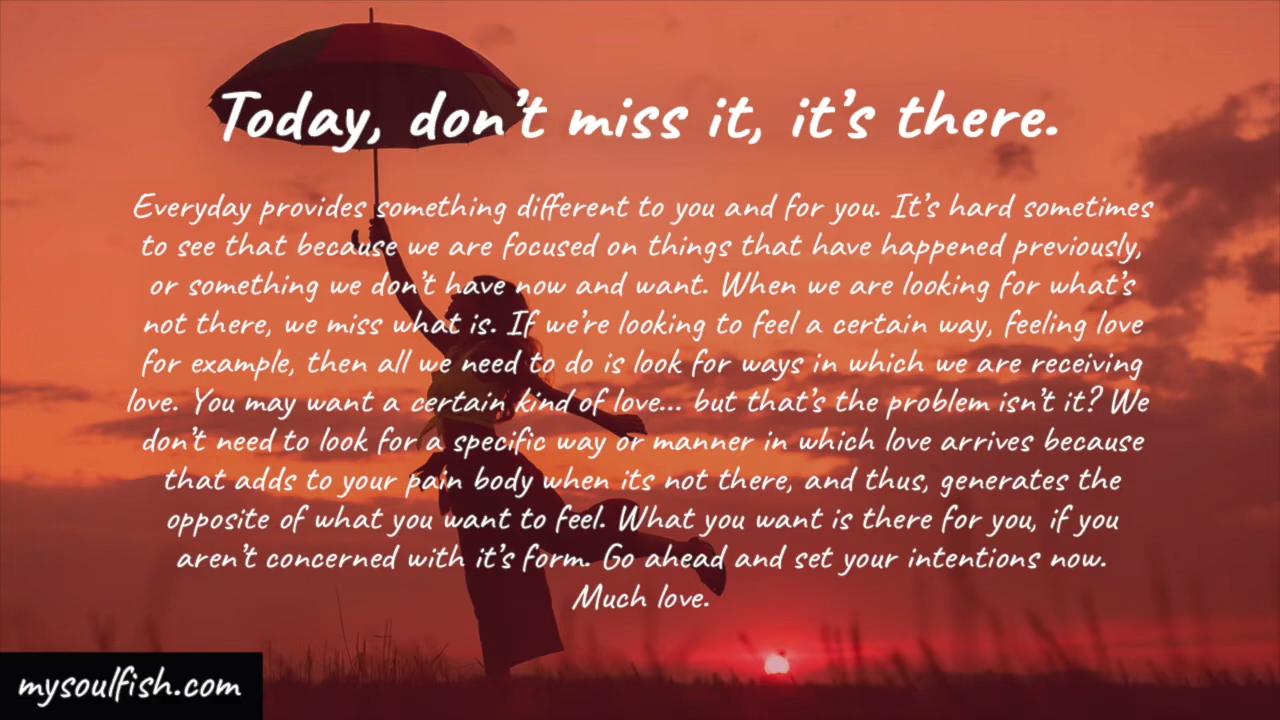 Today, don't miss it, it's there.
Everyday provides something different to you and for you. It's hard sometimes
to see that because we are focused on things that have happened previously,
or something we don't have now and want. When we are looking for what's
not there, we miss what is. If we're looking to feel a certain way, feeling love
for example, then all we need to do is look for ways in which we are receiving
love. You may want a certain kind of love... but that's the problem isn't it? We
don't need to look for a specific way or manner in which love arrives because
that adds to your pain body when its not there, and thus, generates the
opposite of what you want to feel. What you want is there for you, if you
aren't concerned with it's form. Go ahead and set your intentions now.
Much love.
mysoulfish.com